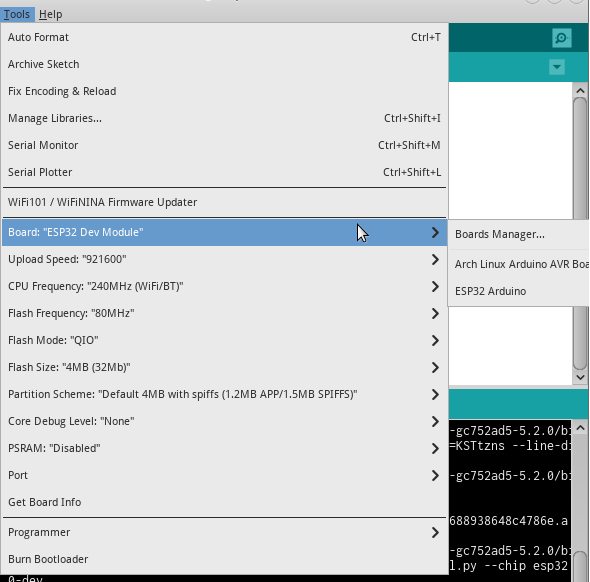 Tools Help
Auto Format Ctrl+T
Archive Sketch
Fix Encoding & Reload
Manage Libraries... Ctrl+Shift+I
Serial Monitor Ctrl+Shift+M
Serial Plotter Ctrl+Shift+L
WiFi101 / WiFiNINA Firmware Updater
Board: "ESP32 Dev Module"
Boards Manager...
Upload Speed: "921600"
Arch Linux Arduino AVR Boa
CPU Frequency: "240MHz (WiFi/BT)"
ESP32 Arduino
Flash Frequency: "80MHz"
Flash Mode: "QIO"
Flash Size: "4MB (32Mb)"
Partition Scheme: "Default 4MB with spiffs (1.2MB APP/1.5MB SPIFFS)"
Core Debug Level: "None"
PSRAM: "Disabled"
Port
Get Board Info
Programmer
Burn Bootloader
-gc752ad5-5.2.0/bi
=KSTtzns --line-di
-gc752ad5-5.2.0/bi
688938648c4786e.a
-gc752ad5-5.2.0/bi
l.py --chip esp32
0-dev